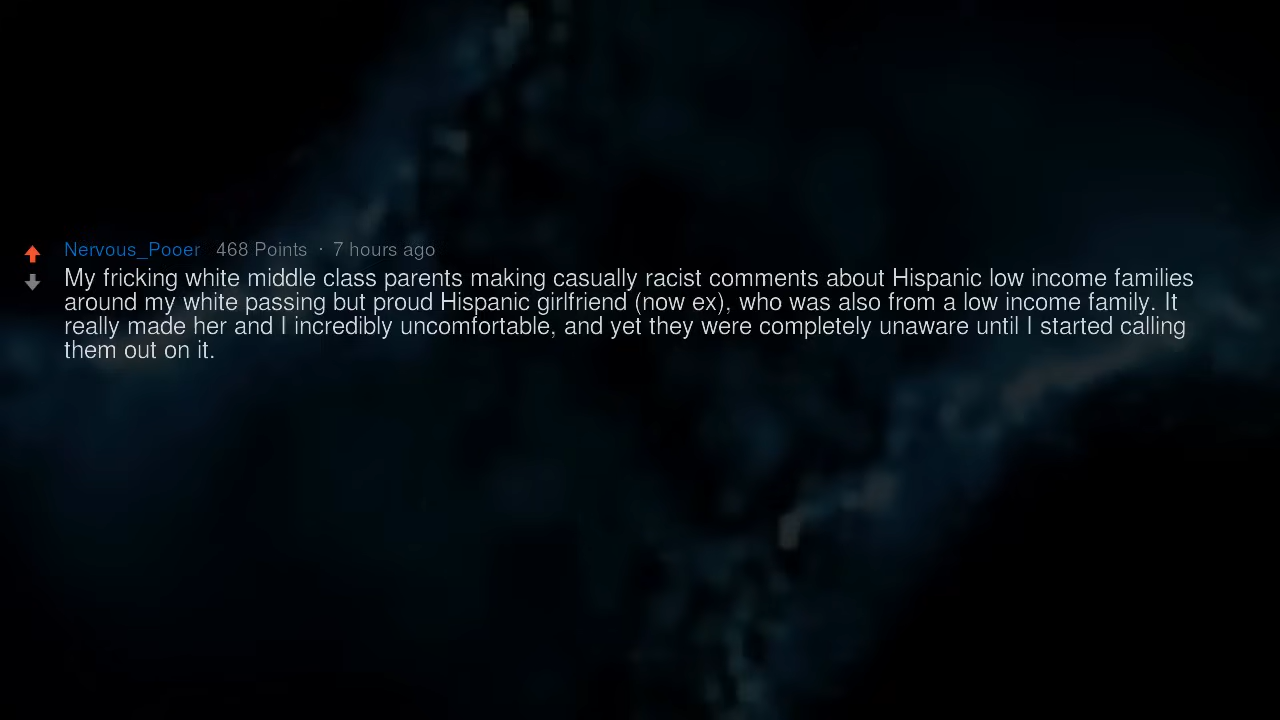 Nervous_Pooer 468 Points · 7 hours ago
My fricking white middle class parents making casually racist comments about Hispanic low income families
around my white passing but proud Hispanic girlfriend (now ex), who was also from a low income family. It
really made her and I incredibly uncomfortable, and yet they were completely unaware until I started calling
them out on it.